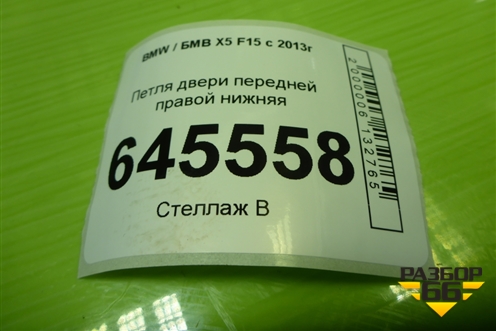 BMW / БМВ X5 F15 с 2013г
Петля двери передней
правой нижняя
645558
Стеллаж В
2000006132765
РАЗБОР
66